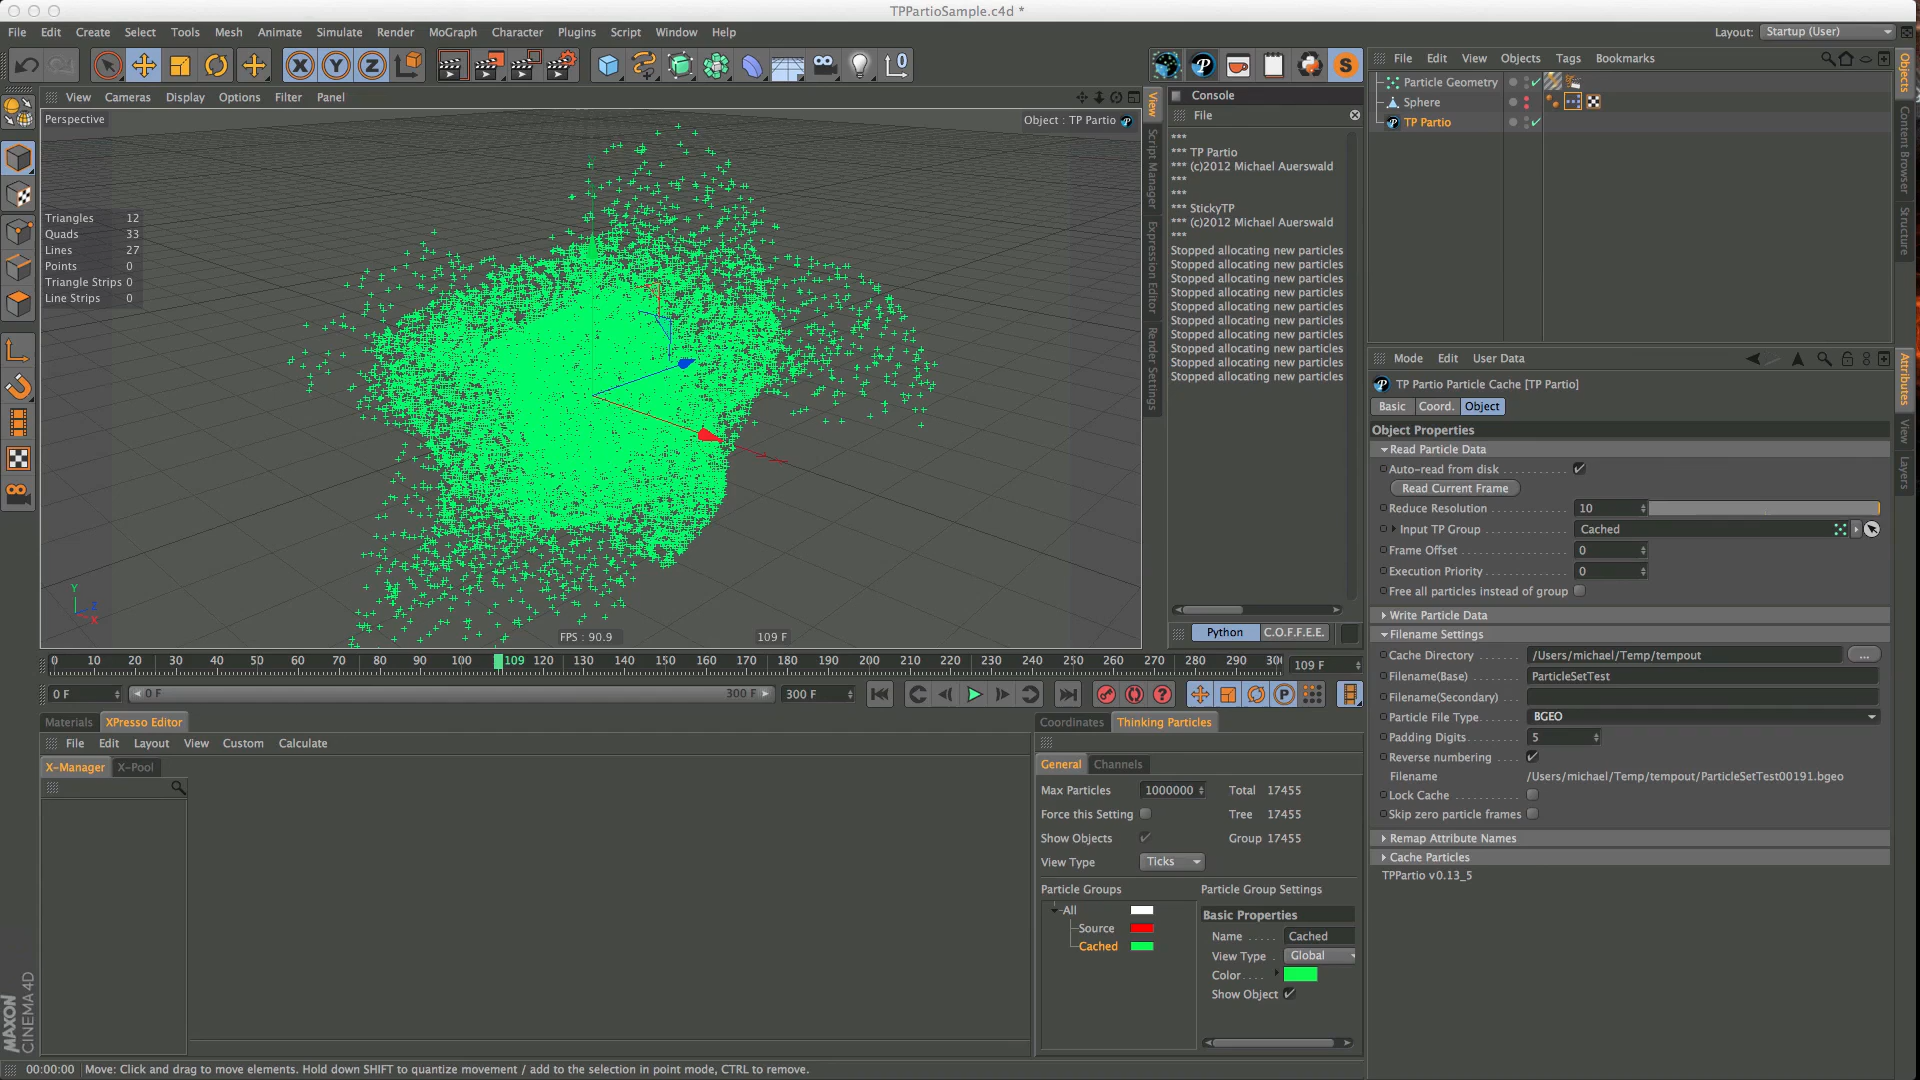 TPPartioSample.c4d *
File Edit Create Select Tools Mesh Animate Simulate Render MoGraph Character Plugins Script Window Help
Layout: Startup (User)
View Cameras Display Options Filter Panel
Perspective
Object : TP Partio
Triangles 12
Quads 33
Lines 27
Points 0
Triangle Strips 0
Line Strips 0
FPS : 90.9
109 F
Y
Z
X
View
Script Manager
Expression Editor
Render Settings
Console
File
***
*** TP Partio
*** (c)2012 Michael Auerswald
***
***
*** StickyTP
*** (c)2012 Michael Auerswald
***
Stopped allocating new particles
Stopped allocating new particles
Stopped allocating new particles
Stopped allocating new particles
Stopped allocating new particles
Stopped allocating new particles
Stopped allocating new particles
Stopped allocating new particles
Stopped allocating new particles
Stopped allocating new particles
Python C.O.F.F.E.E.
File Edit View Objects Tags Bookmarks
Particle Geometry
Sphere
TP Partio
Objects
Content Browser
Structure
Mode Edit User Data
TP Partio Particle Cache [TP Partio]
Basic Coord. Object
Object Properties
Read Particle Data
Auto-read from disk
Read Current Frame
Reduce Resolution 10
Input TP Group Cached
Frame Offset 0
Execution Priority 0
Free all particles instead of group
Write Particle Data
Filename Settings
Cache Directory /Users/michael/Temp/tempout ...
Filename(Base) ParticleSetTest
Filename(Secondary)
Particle File Type BGEO
Padding Digits 5
Reverse numbering
Filename /Users/michael/Temp/tempout/ParticleSetTest00191.bgeo
Lock Cache
Skip zero particle frames
Remap Attribute Names
Cache Particles
TPPartio v0.13_5
Attributes
View
Layers
0 10 20 30 40 50 60 70 80 90 100 109 120 130 140 150 160 170 180 190 200 210 220 230 240 250 260 270 280 290 300
109 F
0 F
0 F
300 F
300 F
Materials XPresso Editor
File Edit Layout View Custom Calculate
X-Manager X-Pool
Coordinates Thinking Particles
General Channels
Max Particles 1000000 Total 17455
Force this Setting Tree 17455
Show Objects Group 17455
View Type Ticks
Particle Groups
All
Source
Cached
Particle Group Settings
Basic Properties
Name Cached
View Type Global
Color
Show Object
MAXON
CINEMA 4D
00:00:00 Move: Click and drag to move elements. Hold down SHIFT to quantize movement / add to the selection in point mode, CTRL to remove.